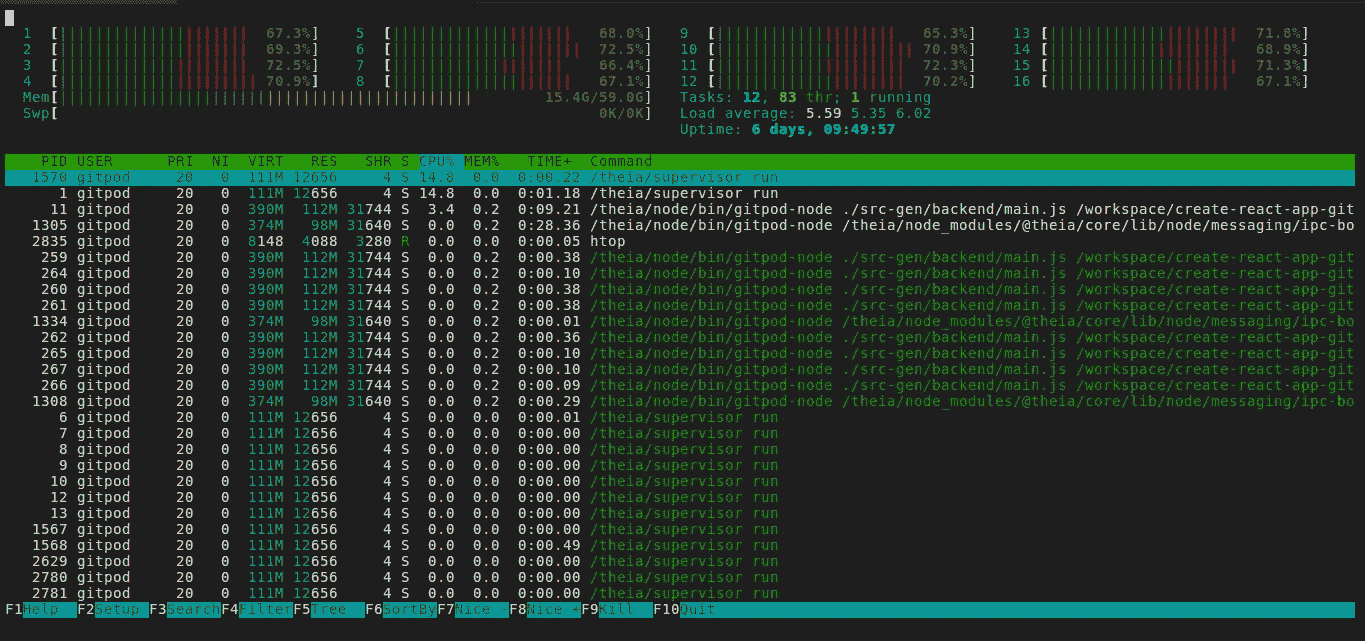 1 [ 67.3%] 5 [ 68.0%] 9 [ 65.3%] 13 [ 71.8%]
2 [ 69.3%] 6 [ 72.5%] 10 [ 70.9%] 14 [ 68.9%]
3 [ 72.5%] 7 [ 66.4%] 11 [ 72.3%] 15 [ 71.3%]
4 [ 70.9%] 8 [ 67.1%] 12 [ 70.2%] 16 [ 67.1%]
Mem[ 15.4G/59.0G] Tasks: 12, 83 thr; 1 running
Swp[ 0K/0K] Load average: 5.59 5.35 6.02
Uptime: 6 days, 09:49:57
PID USER PRI NI VIRT RES SHR S CPU% MEM% TIME+ Command
1570 gitpod 20 0 111M 12656 4 S 14.8 0.0 0:00.22 /theia/supervisor run
1 gitpod 20 0 111M 12656 4 S 14.8 0.0 0:01.18 /theia/supervisor run
11 gitpod 20 0 390M 112M 31744 S 3.4 0.2 0:09.21 /theia/node/bin/gitpod-node ./src-gen/backend/main.js /workspace/create-react-app-git
1305 gitpod 20 0 374M 98M 31640 S 0.0 0.2 0:28.36 /theia/node/bin/gitpod-node /theia/node_modules/@theia/core/lib/node/messaging/ipc-bo
2835 gitpod 20 0 8148 4088 3280 R 0.0 0.0 0:00.05 htop
259 gitpod 20 0 390M 112M 31744 S 0.0 0.2 0:00.38 /theia/node/bin/gitpod-node ./src-gen/backend/main.js /workspace/create-react-app-git
264 gitpod 20 0 390M 112M 31744 S 0.0 0.2 0:00.10 /theia/node/bin/gitpod-node ./src-gen/backend/main.js /workspace/create-react-app-git
260 gitpod 20 0 390M 112M 31744 S 0.0 0.2 0:00.38 /theia/node/bin/gitpod-node ./src-gen/backend/main.js /workspace/create-react-app-git
261 gitpod 20 0 390M 112M 31744 S 0.0 0.2 0:00.38 /theia/node/bin/gitpod-node ./src-gen/backend/main.js /workspace/create-react-app-git
1334 gitpod 20 0 374M 98M 31640 S 0.0 0.2 0:00.01 /theia/node/bin/gitpod-node /theia/node_modules/@theia/core/lib/node/messaging/ipc-bo
262 gitpod 20 0 390M 112M 31744 S 0.0 0.2 0:00.36 /theia/node/bin/gitpod-node ./src-gen/backend/main.js /workspace/create-react-app-git
265 gitpod 20 0 390M 112M 31744 S 0.0 0.2 0:00.10 /theia/node/bin/gitpod-node ./src-gen/backend/main.js /workspace/create-react-app-git
267 gitpod 20 0 390M 112M 31744 S 0.0 0.2 0:00.10 /theia/node/bin/gitpod-node ./src-gen/backend/main.js /workspace/create-react-app-git
266 gitpod 20 0 390M 112M 31744 S 0.0 0.2 0:00.09 /theia/node/bin/gitpod-node ./src-gen/backend/main.js /workspace/create-react-app-git
1308 gitpod 20 0 374M 98M 31640 S 0.0 0.2 0:00.29 /theia/node/bin/gitpod-node /theia/node_modules/@theia/core/lib/node/messaging/ipc-bo
6 gitpod 20 0 111M 12656 4 S 0.0 0.0 0:00.01 /theia/supervisor run
7 gitpod 20 0 111M 12656 4 S 0.0 0.0 0:00.00 /theia/supervisor run
8 gitpod 20 0 111M 12656 4 S 0.0 0.0 0:00.00 /theia/supervisor run
9 gitpod 20 0 111M 12656 4 S 0.0 0.0 0:00.00 /theia/supervisor run
10 gitpod 20 0 111M 12656 4 S 0.0 0.0 0:00.00 /theia/supervisor run
12 gitpod 20 0 111M 12656 4 S 0.0 0.0 0:00.00 /theia/supervisor run
13 gitpod 20 0 111M 12656 4 S 0.0 0.0 0:00.00 /theia/supervisor run
1567 gitpod 20 0 111M 12656 4 S 0.0 0.0 0:00.00 /theia/supervisor run
1568 gitpod 20 0 111M 12656 4 S 0.0 0.0 0:00.49 /theia/supervisor run
2629 gitpod 20 0 111M 12656 4 S 0.0 0.0 0:00.00 /theia/supervisor run
2780 gitpod 20 0 111M 12656 4 S 0.0 0.0 0:00.00 /theia/supervisor run
2781 gitpod 20 0 111M 12656 4 S 0.0 0.0 0:00.00 /theia/supervisor run
F1Help F2Setup F3SearchF4FilterF5Tree F6SortByF7Nice -F8Nice +F9Kill F10Quit